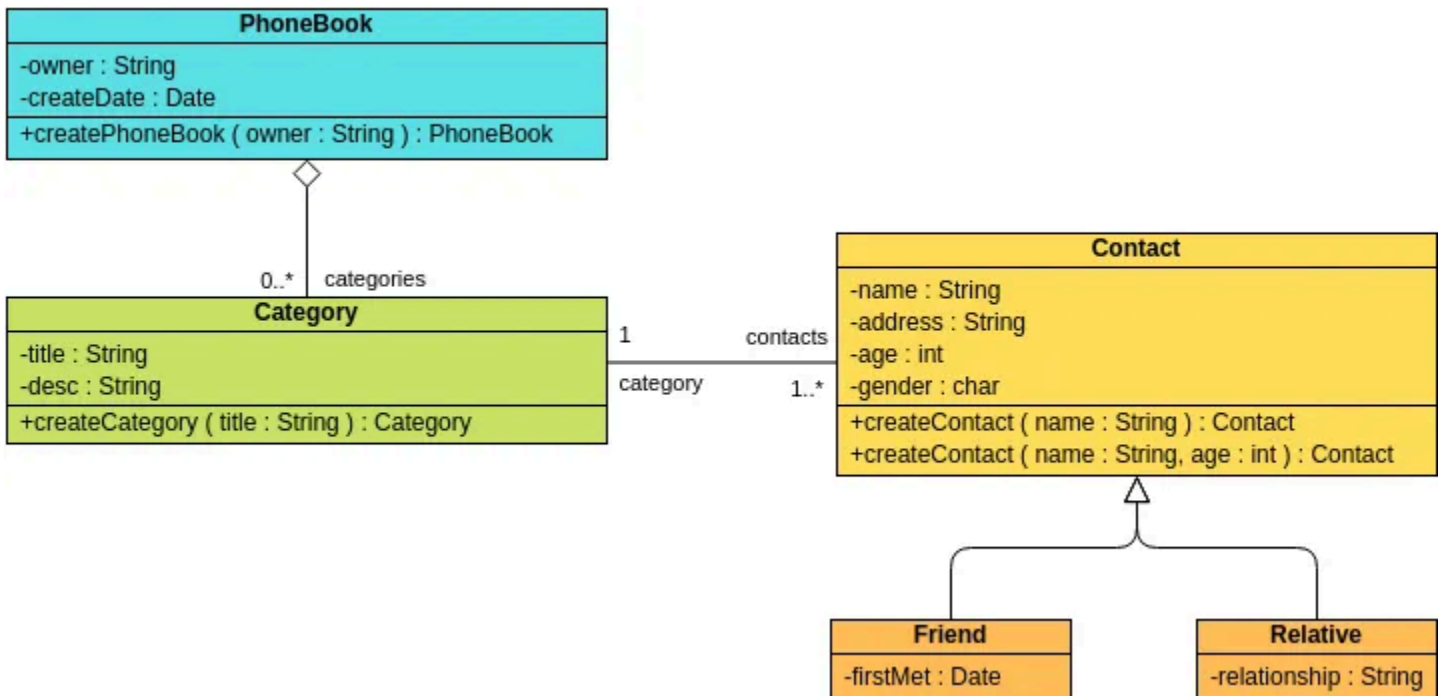 PhoneBook
-owner : String
-createDate : Date
+createPhoneBook ( owner : String ) : PhoneBook
0..* categories
Category
-title : String
-desc : String
+createCategory ( title : String ) : Category
1
category
contacts
1..*
Contact
-name : String
-address : String
-age : int
-gender : char
+createContact ( name : String ) : Contact
+createContact ( name : String, age : int ) : Contact
Friend
-firstMet : Date
Relative
-relationship : String